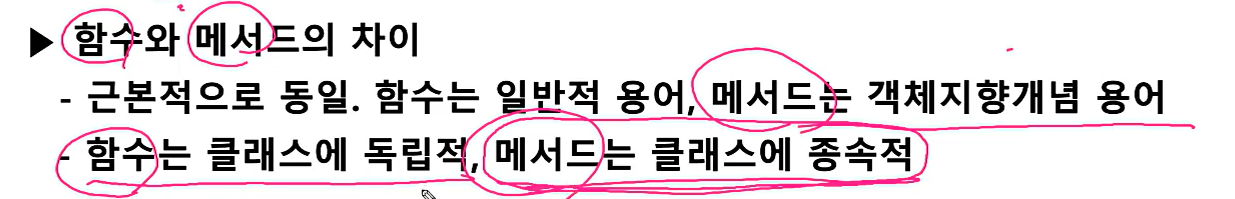 ▶ 함수와 메서드의 차이
- 근본적으로 동일. 함수는 일반적 용어, 메서드는 객체지향개념 용어
- 함수는 클래스에 독립적, 메서드는 클래스에 종속적